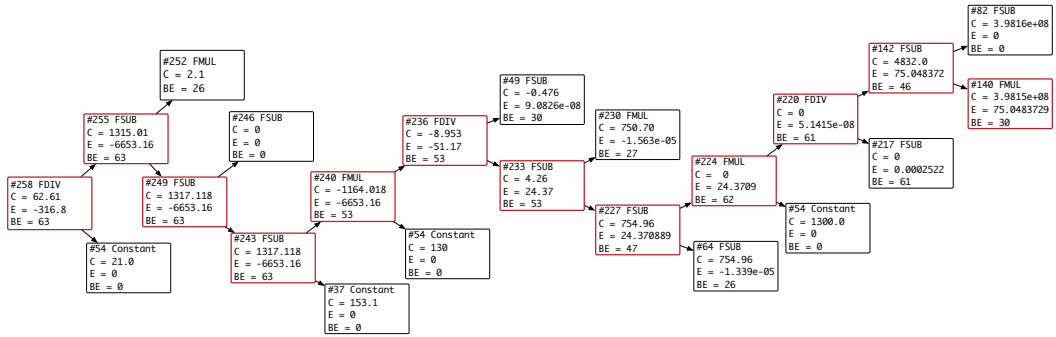 #258 FDIV
C = 62.61
E = -316.8
BE = 63
#255 FSUB
C = 1315.01
E = -6653.16
BE = 63
#54 Constant
C = 21.0
E = 0
BE = 0
#252 FMUL
C = 2.1
BE = 26
#249 FSUB
C = 1317.118
E = -6653.16
BE = 63
#246 FSUB
C = 0
BE = 0
#243 FSUB
C = 1317.118
E = -6653.16
BE = 63
#240 FMUL
C = -1164.018
E = -6653.16
BE = 53
#37 Constant
C = 153.1
E = 0
BE = 0
#236 FDIV
C = -8.953
E = -51.17
BE = 53
#54 Constant
C = 130
E = 0
BE = 0
#49 FSUB
C = -0.476
E = 9.0826e-08
BE = 30
#233 FSUB
C = 4.26
E = 24.37
BE = 53
#230 FMUL
C = 750.70
E = -1.563e-05
BE = 27
#227 FSUB
C = 754.96
E = 24.370889
BE = 47
#224 FMUL
C =  0
E = 24.3709
BE = 62
#64 FSUB
C = 754.96
E = -1.339e-05
BE = 26
#220 FDIV
C = 0
E = 5.1415e-08
BE = 61
#54 Constant
C = 1300.0
E = 0
BE = 0
#142 FSUB
C = 4832.0
E = 75.048372
BE = 46
#217 FSUB
C = 0
E = 0.0002522
BE = 61
#82 FSUB
C = 3.9816e+08
E = 0
BE = 0
#140 FMUL
C = 3.9815e+08
E = 75.0483729
BE = 30